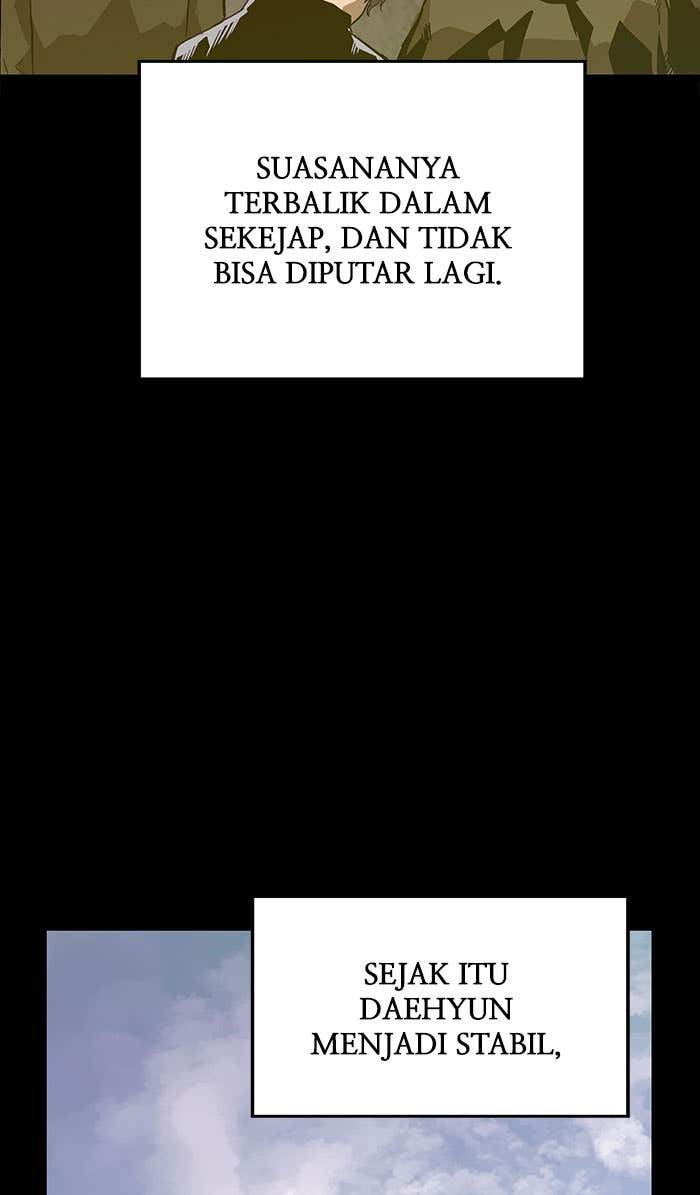 SUASANANYA
TERBALIK DALAM
SEKEJAP, DAN TIDAK
BISA DIPUTAR LAGI.
SEJAK ITU
DAEHYUN
MENJADI STABIL,